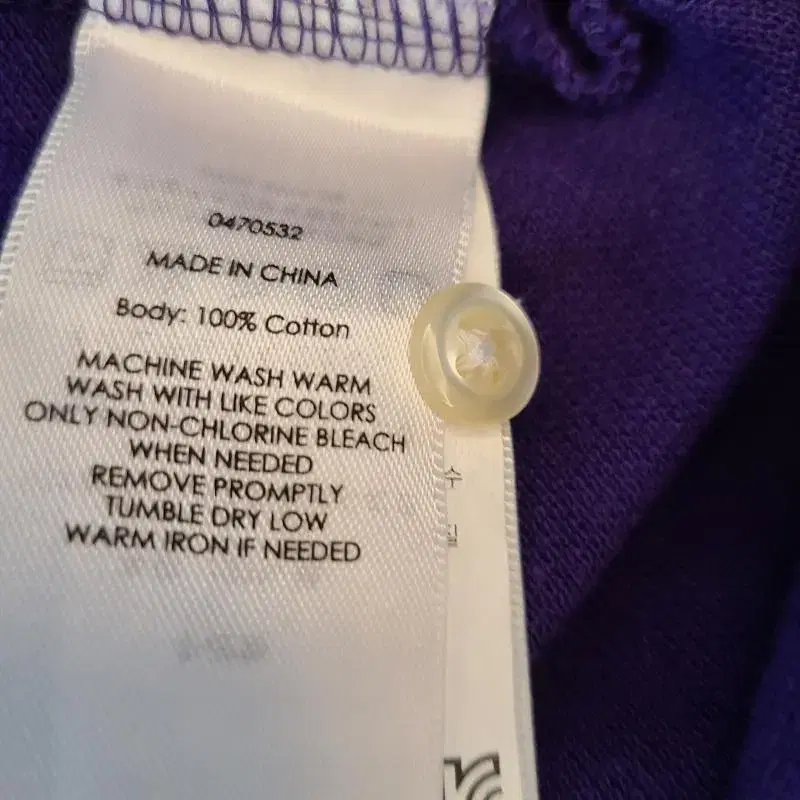 0470532
MADE IN CHINA
Body: 100% Cotton
MACHINE WASH WARM
WASH WITH LIKE COLORS
ONLY NON-CHLORINE BLEACH
WHEN NEEDED
REMOVE PROMPTLY
TUMBLE DRY LOW
WARM IRON IF NEEDED
수